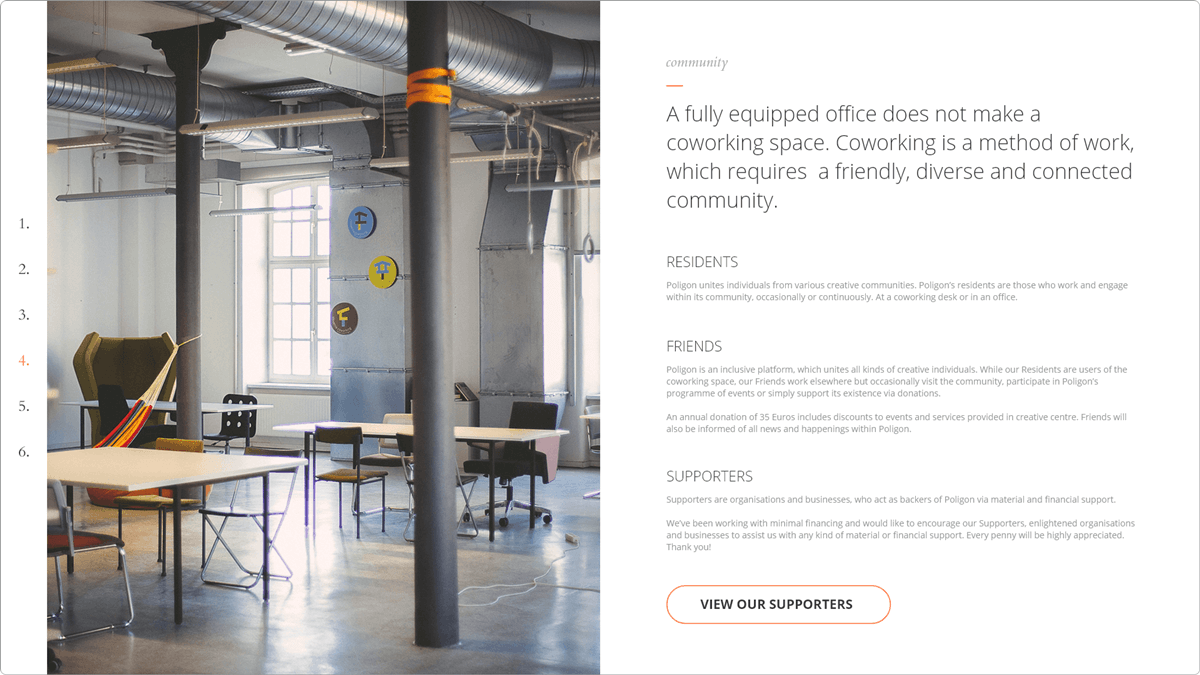 1.
2.
3.
4.
5.
6.
community
A fully equipped office does not make a
coworking space. Coworking is a method of work,
which requires  a friendly, diverse and connected
community.
RESIDENTS
Poligon unites individuals from various creative communities. Poligon's residents are those who work and engage
within its community, occasionally or continuously. At a coworking desk or in an office.
FRIENDS
Poligon is an inclusive platform, which unites all kinds of creative individuals. While our Residents are users of the
coworking space, our Friends work elsewhere but occasionally visit the community, participate in Poligon's
programme of events or simply support its existence via donations.
An annual donation of 35 Euros includes discounts to events and services provided in creative centre. Friends will
also be informed of all news and happenings within Poligon.
SUPPORTERS
Supporters are organisations and businesses, who act as backers of Poligon via material and financial support.
We've been working with minimal financing and would like to encourage our Supporters, enlightened organisations
and businesses to assist us with any kind of material or financial support. Every penny will be highly appreciated.
Thank you!
VIEW OUR SUPPORTERS